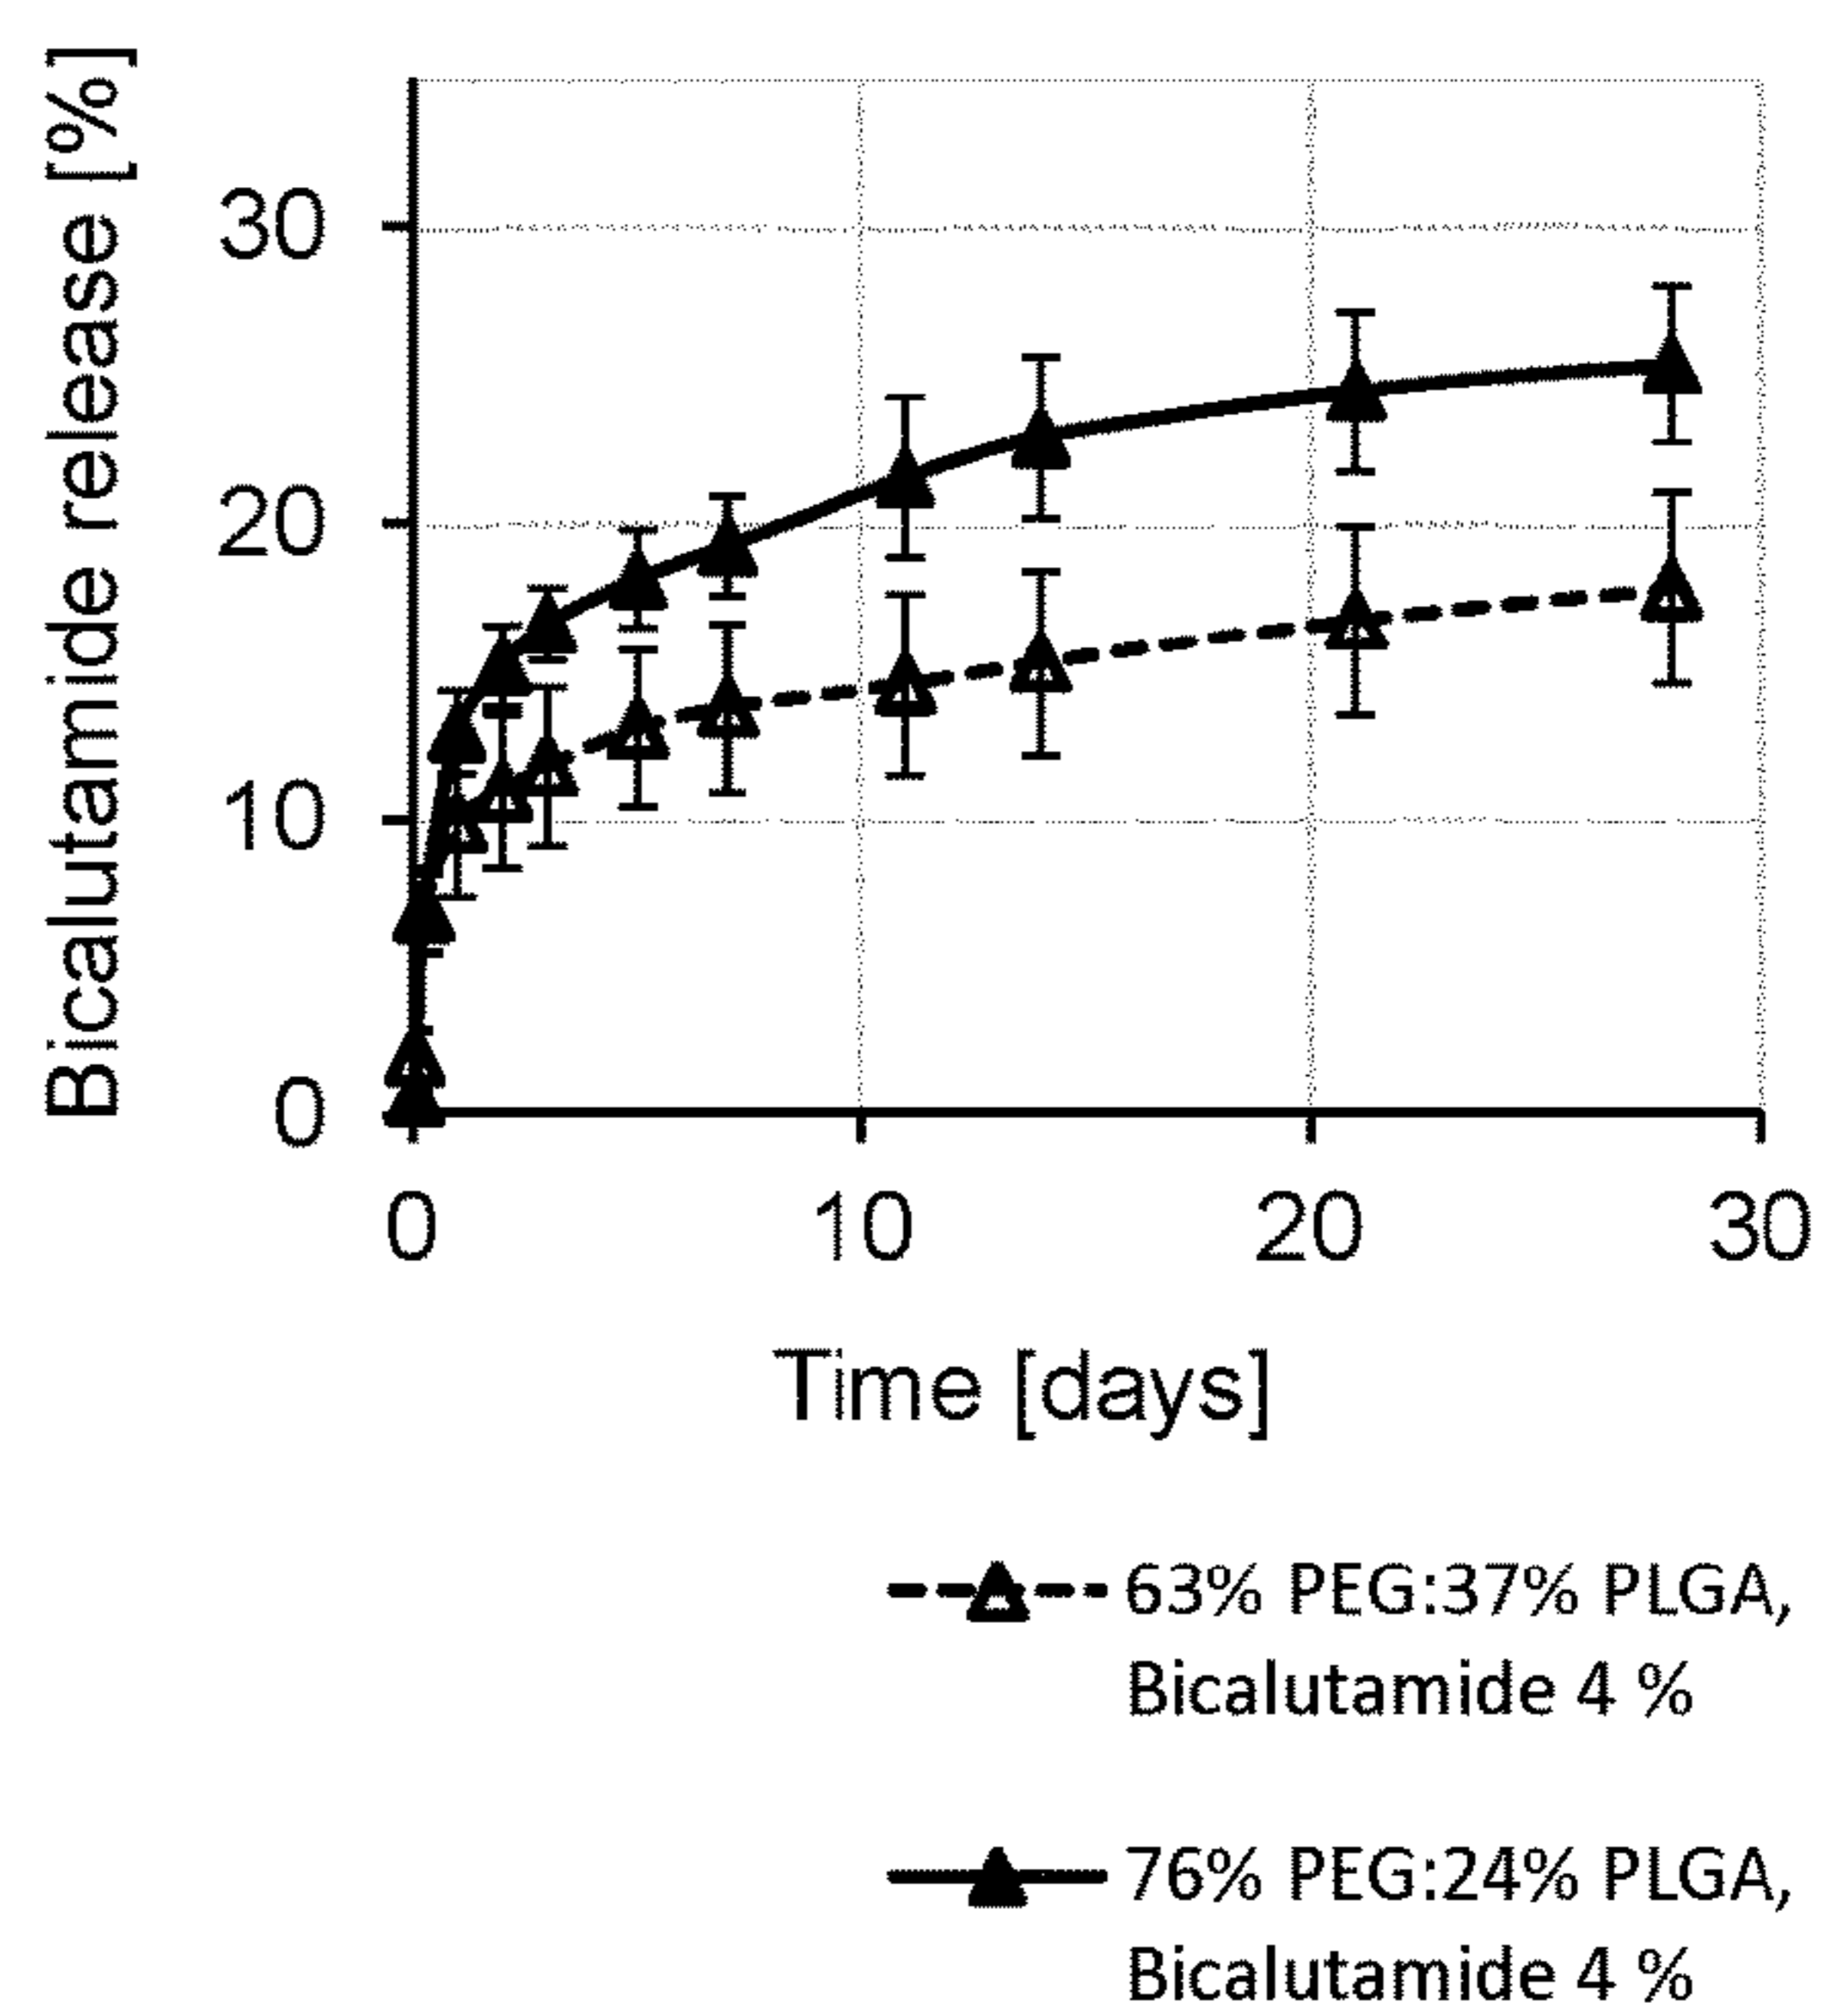 Bicalutamide release [%]
30
20
10
0
0 10 20 30
Time [days]
63% PEG:37% PLGA,
Bicalutamide 4 %
76% PEG:24% PLGA,
Bicalutamide 4 %